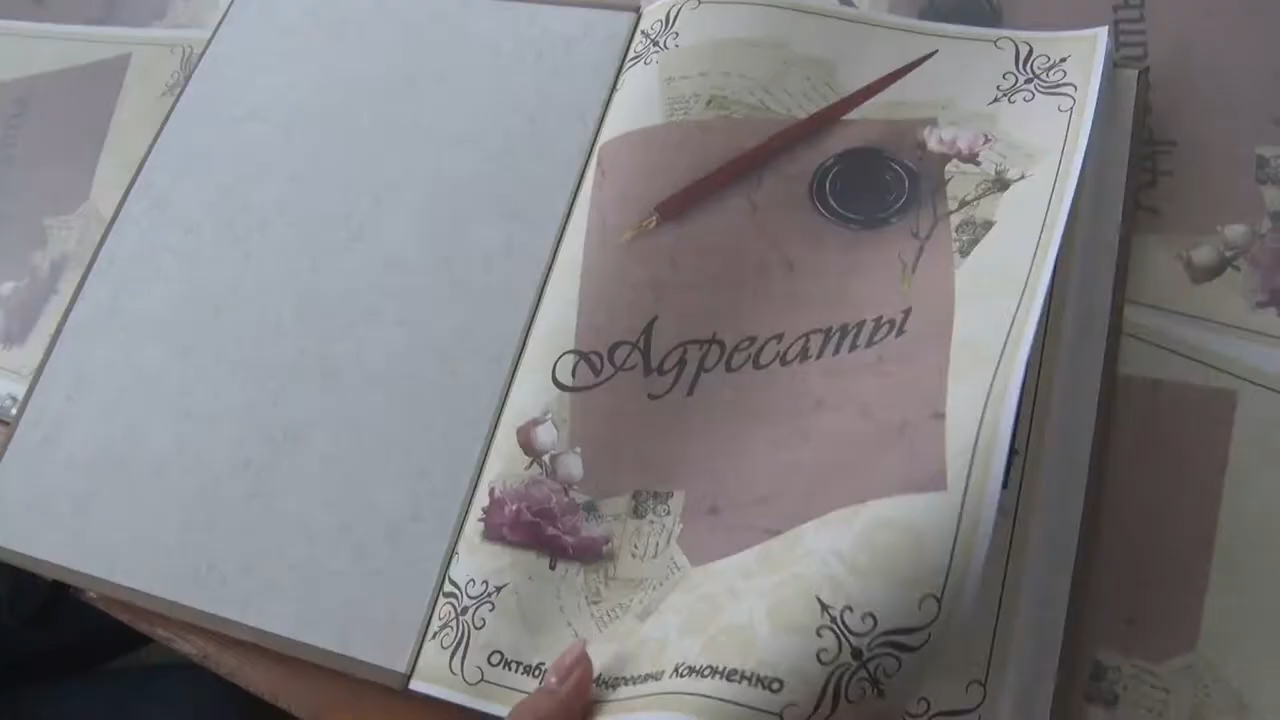 Адресаты
Андреевна Кононенко